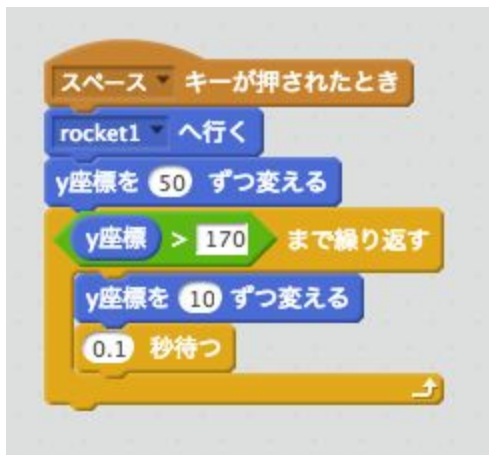 スペース キーが押されたとき
rocket1 へ行く
y座標を 50 ずつ変える
y座標 > 170 まで繰り返す
y座標を 10 ずつ変える
0.1 秒待つ